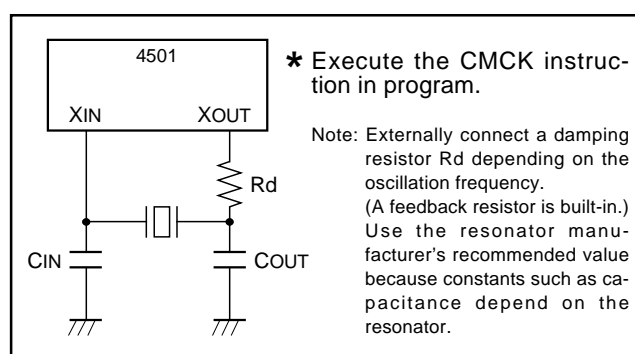 4501
XIN
XOUT
Rd
CIN
COUT
* Execute the CMCK instruc-
tion in program.
Note: Externally connect a damping
resistor Rd depending on the
oscillation frequency.
(A feedback resistor is built-in.)
Use the resonator manu-
facturer's recommended value
because constants such as ca-
pacitance depend on the
resonator.